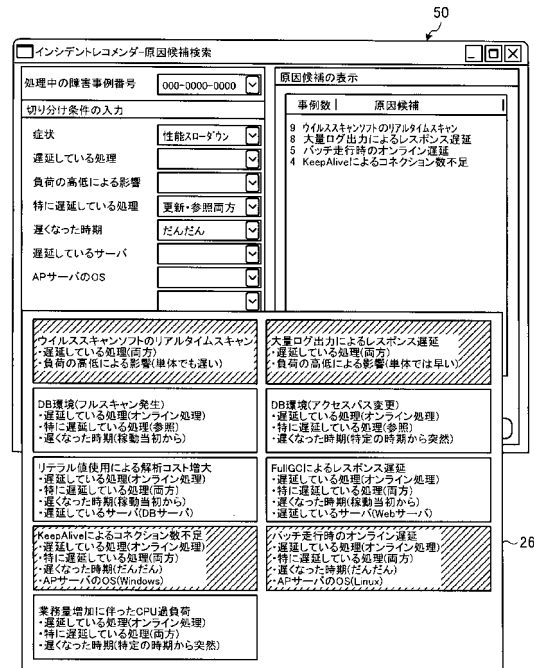 50
インシデントレコメンダー原因候補検索
処理中の障害事例番号 000-0000-0000
切り分け条件の入力
症状 性能スローダウン
遅延している処理
負荷の高低による影響
特に遅延している処理 更新・参照両方
遅くなった時期 だんだん
遅延しているサーバ
APサーバのOS
原因候補の表示
事例数 原因候補
9 ウイルススキャンソフトのリアルタイムスキャン
8 大量ログ出力によるレスポンス遅延
5 バッチ走行時のオンライン遅延
4 KeepAliveによるコネクション数不足
ウイルススキャンソフトのリアルタイムスキャン
・遅延している処理(両方)
・負荷の高低による影響(単体でも遅い)
大量ログ出力によるレスポンス遅延
・遅延している処理(両方)
・負荷の高低による影響(単体では早い)
DB環境(フルスキャン発生)
・遅延している処理(オンライン処理)
・特に遅延している処理(参照)
・遅くなった時期(稼動当初から)
DB環境(アクセスパス変更)
・遅延している処理(オンライン処理)
・特に遅延している処理(参照)
・遅くなった時期(特定の時期から突然)
リテラル値使用による解析コスト増大
・遅延している処理(オンライン処理)
・特に遅延している処理(両方)
・遅くなった時期(稼動当初から)
・遅延しているサーバ(DBサーバ)
FullGCによるレスポンス遅延
・遅延している処理(オンライン処理)
・特に遅延している処理(両方)
・遅くなった時期(稼動当初から)
・遅延しているサーバ(Webサーバ)
KeepAliveによるコネクション数不足
・遅延している処理(オンライン処理)
・特に遅延している処理(両方)
・遅くなった時期(だんだん)
・APサーバのOS(Windows)
バッチ走行時のオンライン遅延
・遅延している処理(オンライン処理)
・特に遅延している処理(両方)
・遅くなった時期(だんだん)
・APサーバのOS(Linux)
26
業務量増加に伴ったCPU過負荷
・遅延している処理(オンライン処理)
・特に遅延している処理(両方)
・遅くなった時期(特定の時期から突然)